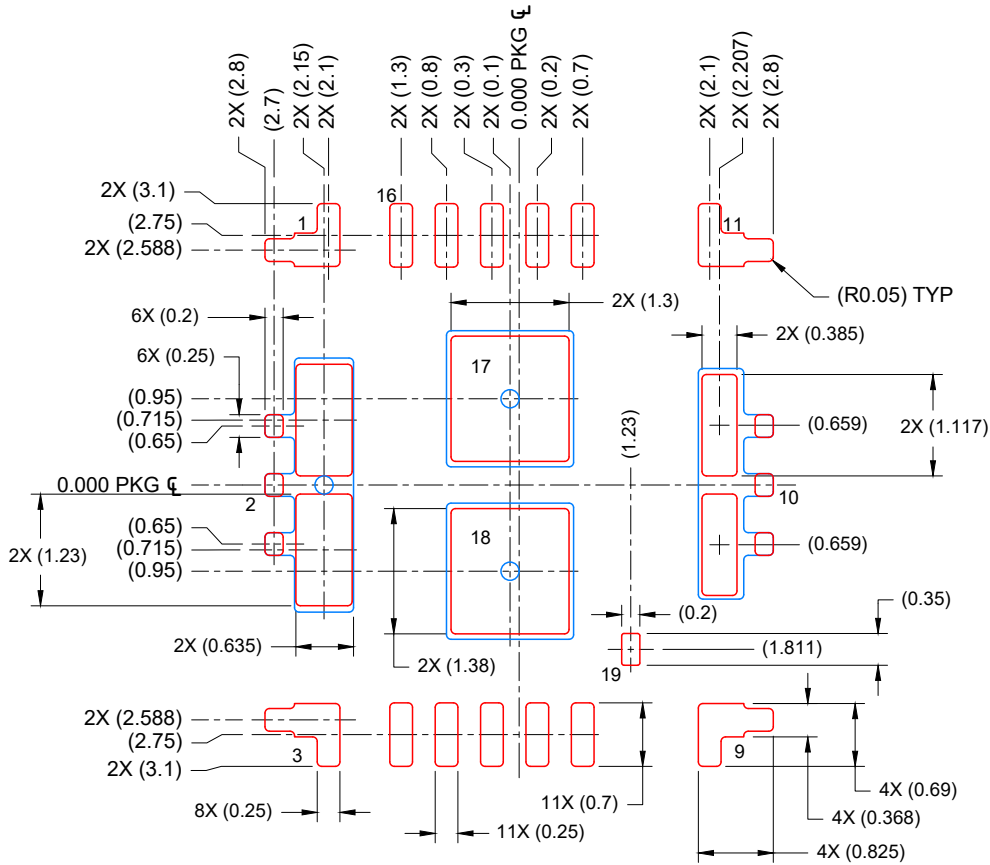 2X (2.8)
(2.7)
2X (2.15)
2X (2.1)
2X (1.3)
2X (0.8)
2X (0.3)
2X (0.1)
0.000 PKG ℄
2X (0.2)
2X (0.7)
2X (2.1)
2X (2.207)
2X (2.8)
2X (3.1)
16
1
11
(2.75)
2X (2.588)
(R0.05) TYP
2X (1.3)
6X (0.2)
2X (0.385)
6X (0.25)
17
(0.95)
(0.715)
(0.65)
(1.23)
(0.659)
2X (1.117)
0.000 PKG ℄
2
10
(0.65)
(0.715)
(0.95)
2X (1.23)
18
(0.659)
(0.35)
(0.2)
2X (0.635)
2X (1.38)
(1.811)
19
2X (2.588)
(2.75)
2X (3.1)
3
9
8X (0.25)
11X (0.7)
11X (0.25)
4X (0.69)
4X (0.368)
4X (0.825)